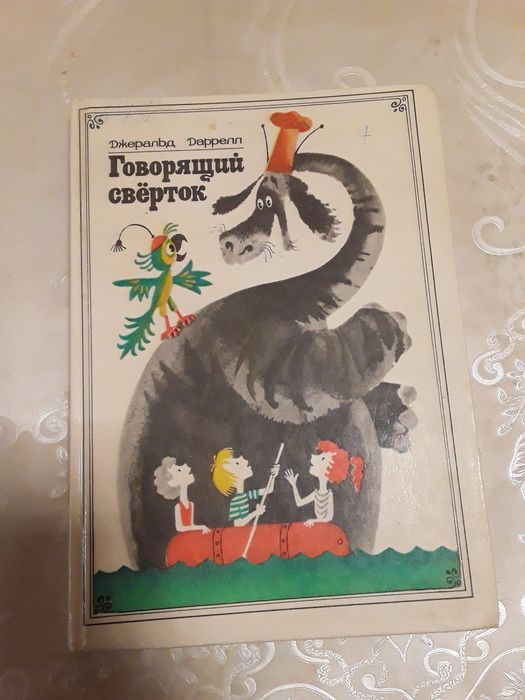 Джеральд Даррелл
Говорящий
свёрток